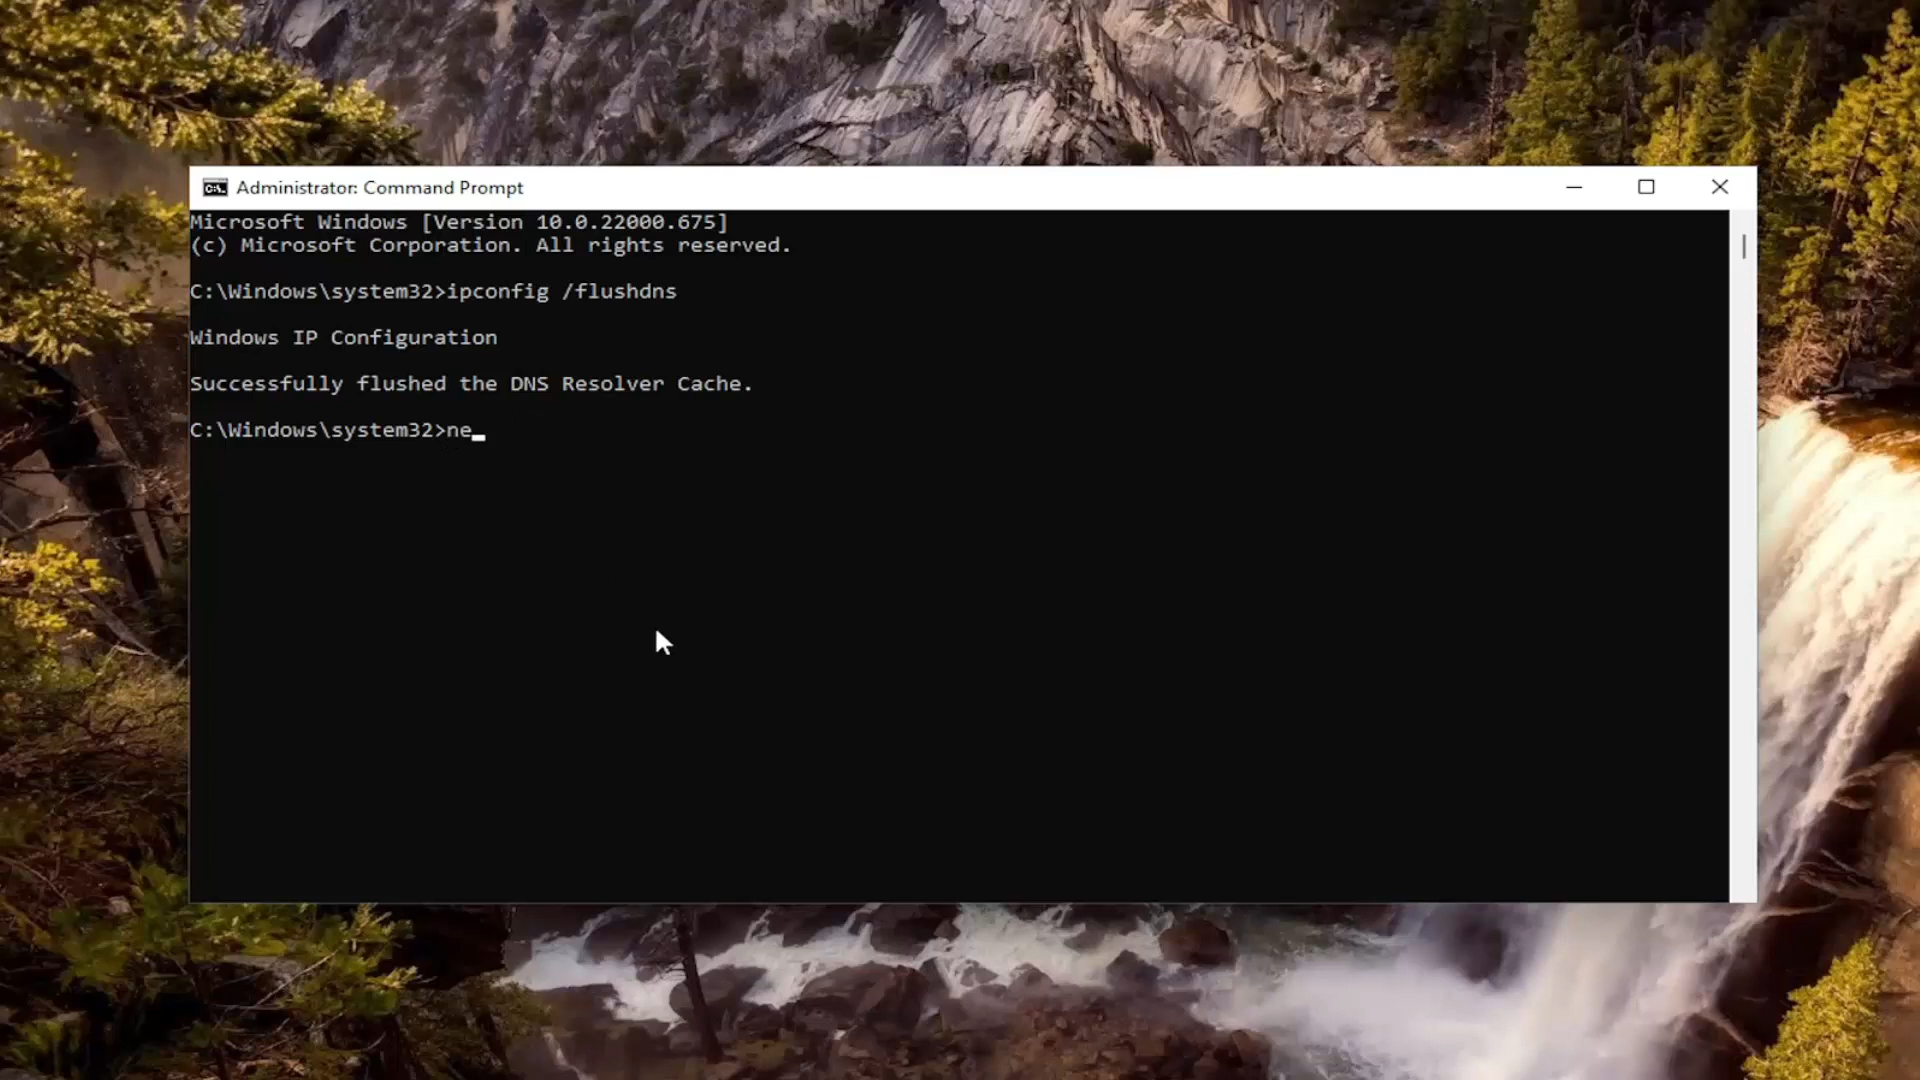 Administrator: Command Prompt
Microsoft Windows [Version 10.0.22000.675]
(c) Microsoft Corporation. All rights reserved.
C:\Windows\system32>ipconfig /flushdns
Windows IP Configuration
Successfully flushed the DNS Resolver Cache.
C:\Windows\system32>ne